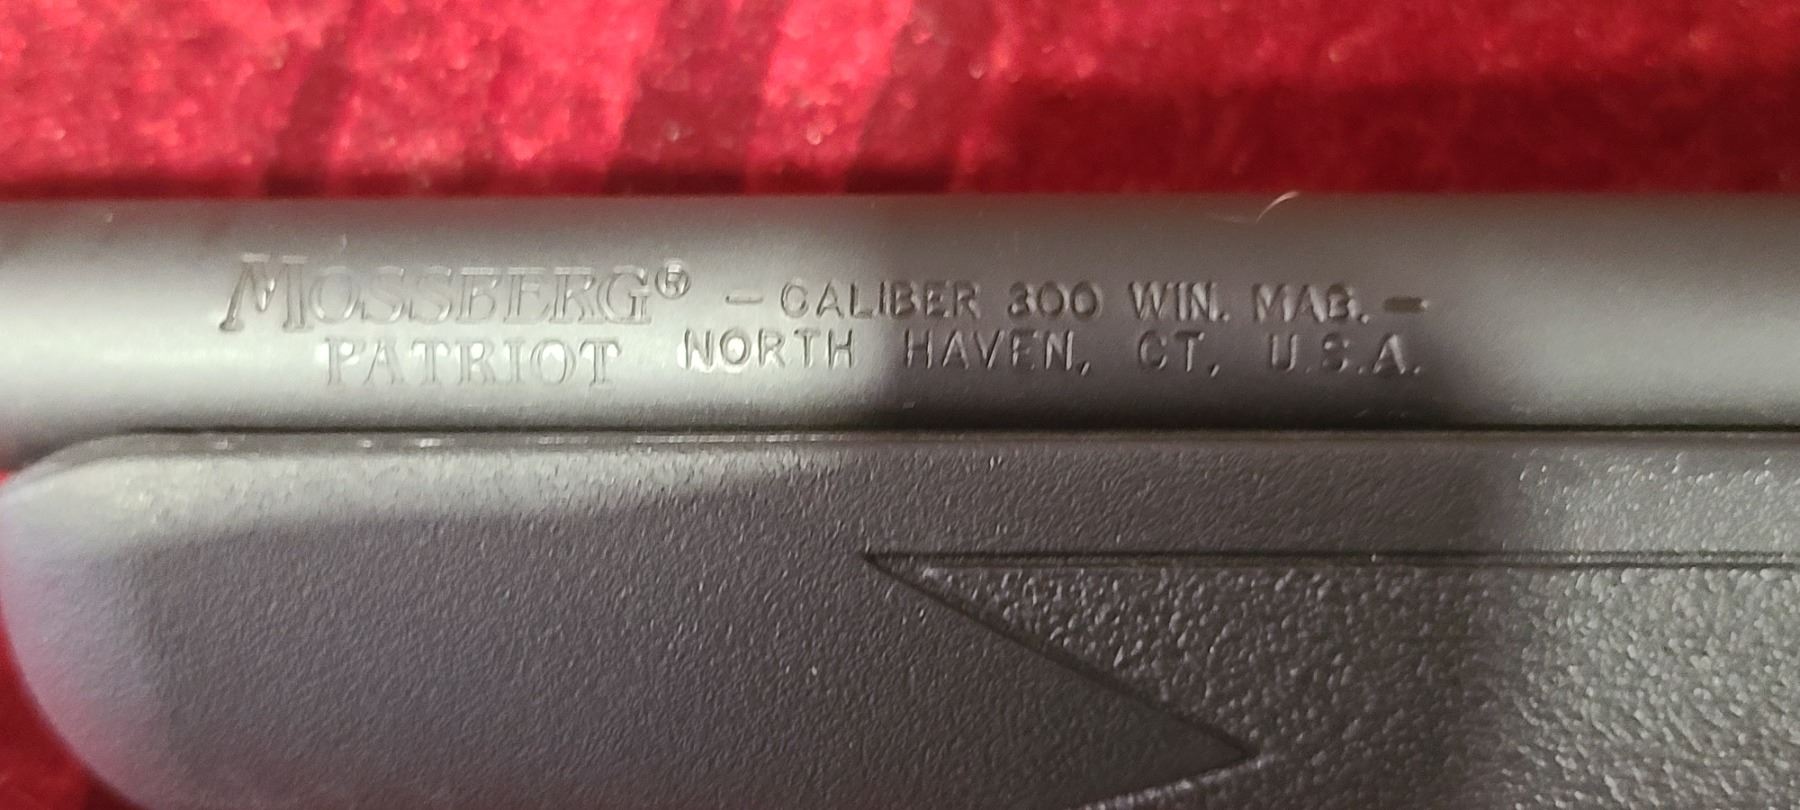 MOSSBERG® – CALIBER 300 WIN. MAG. –
PATRIOT NORTH HAVEN, CT, U.S.A.